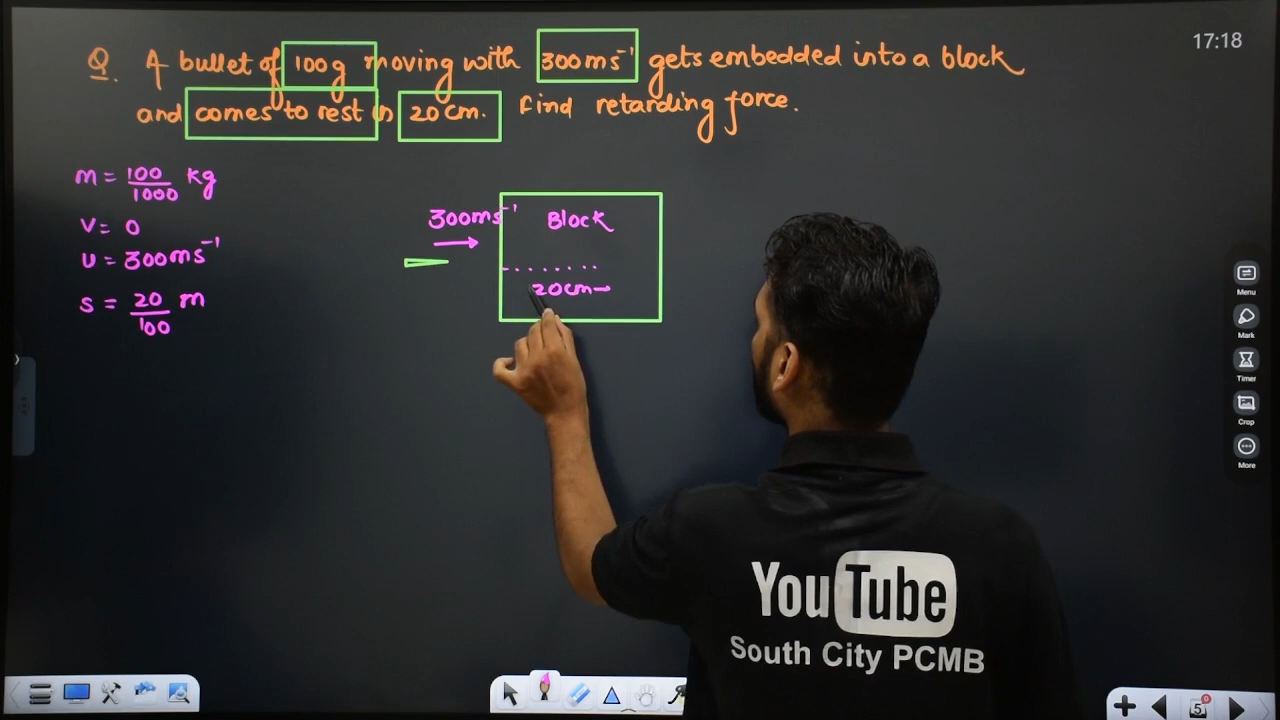 17:18
Q. A bullet of 100g moving with 300ms⁻¹ gets embedded into a block
and comes to rest in 20cm. Find retarding force.
m = 100/1000 kg
v = 0
u = 300ms⁻¹
s = 20/100 m
300ms⁻¹
Block
20cm→
Menu
Mark
Timer
Crop
More
YouTube
South City PCMB
5
0